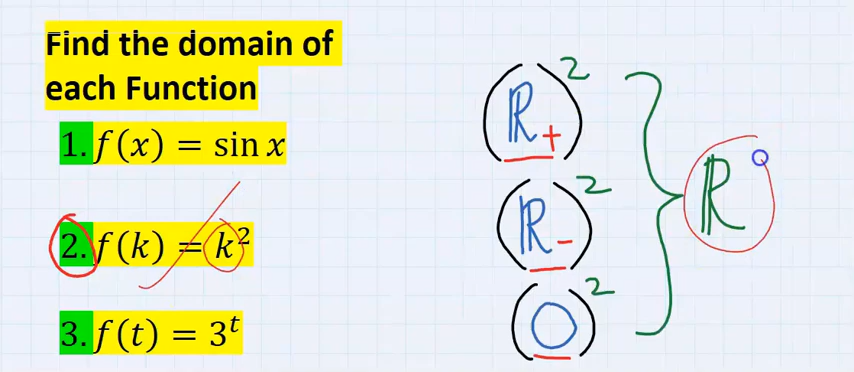 Find the domain of
each Function
1. f(x) = sin x
2. f(k) = k²
3. f(t) = 3ᵗ
(ℝ+)²
(ℝ−)²
(0)²
} ℝ